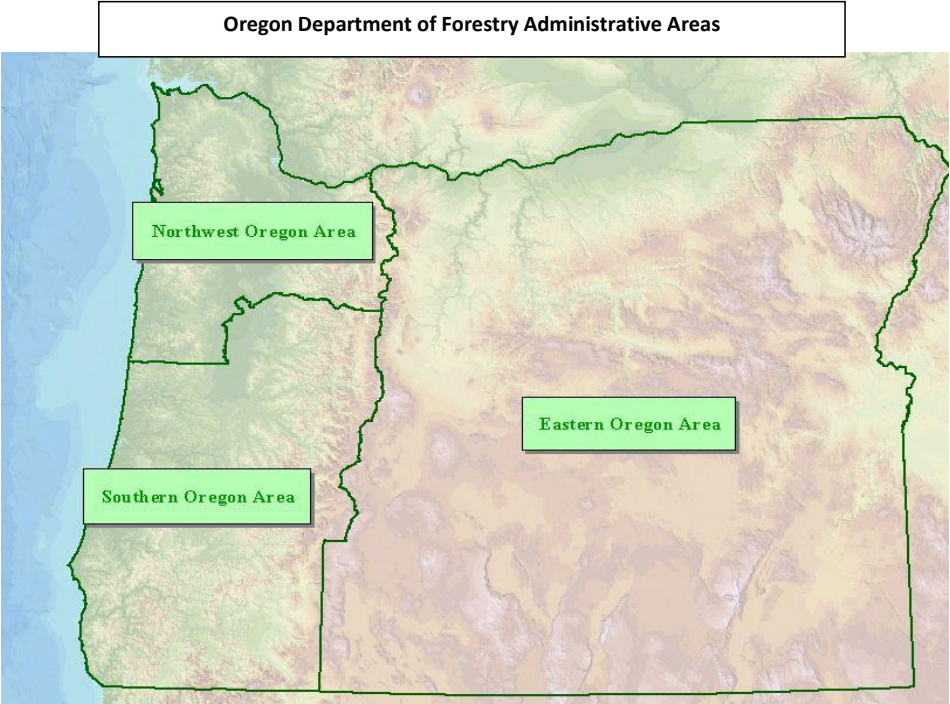 Oregon Department of Forestry Administrative Areas
Northwest Oregon Area
Eastern Oregon Area
Southern Oregon Area